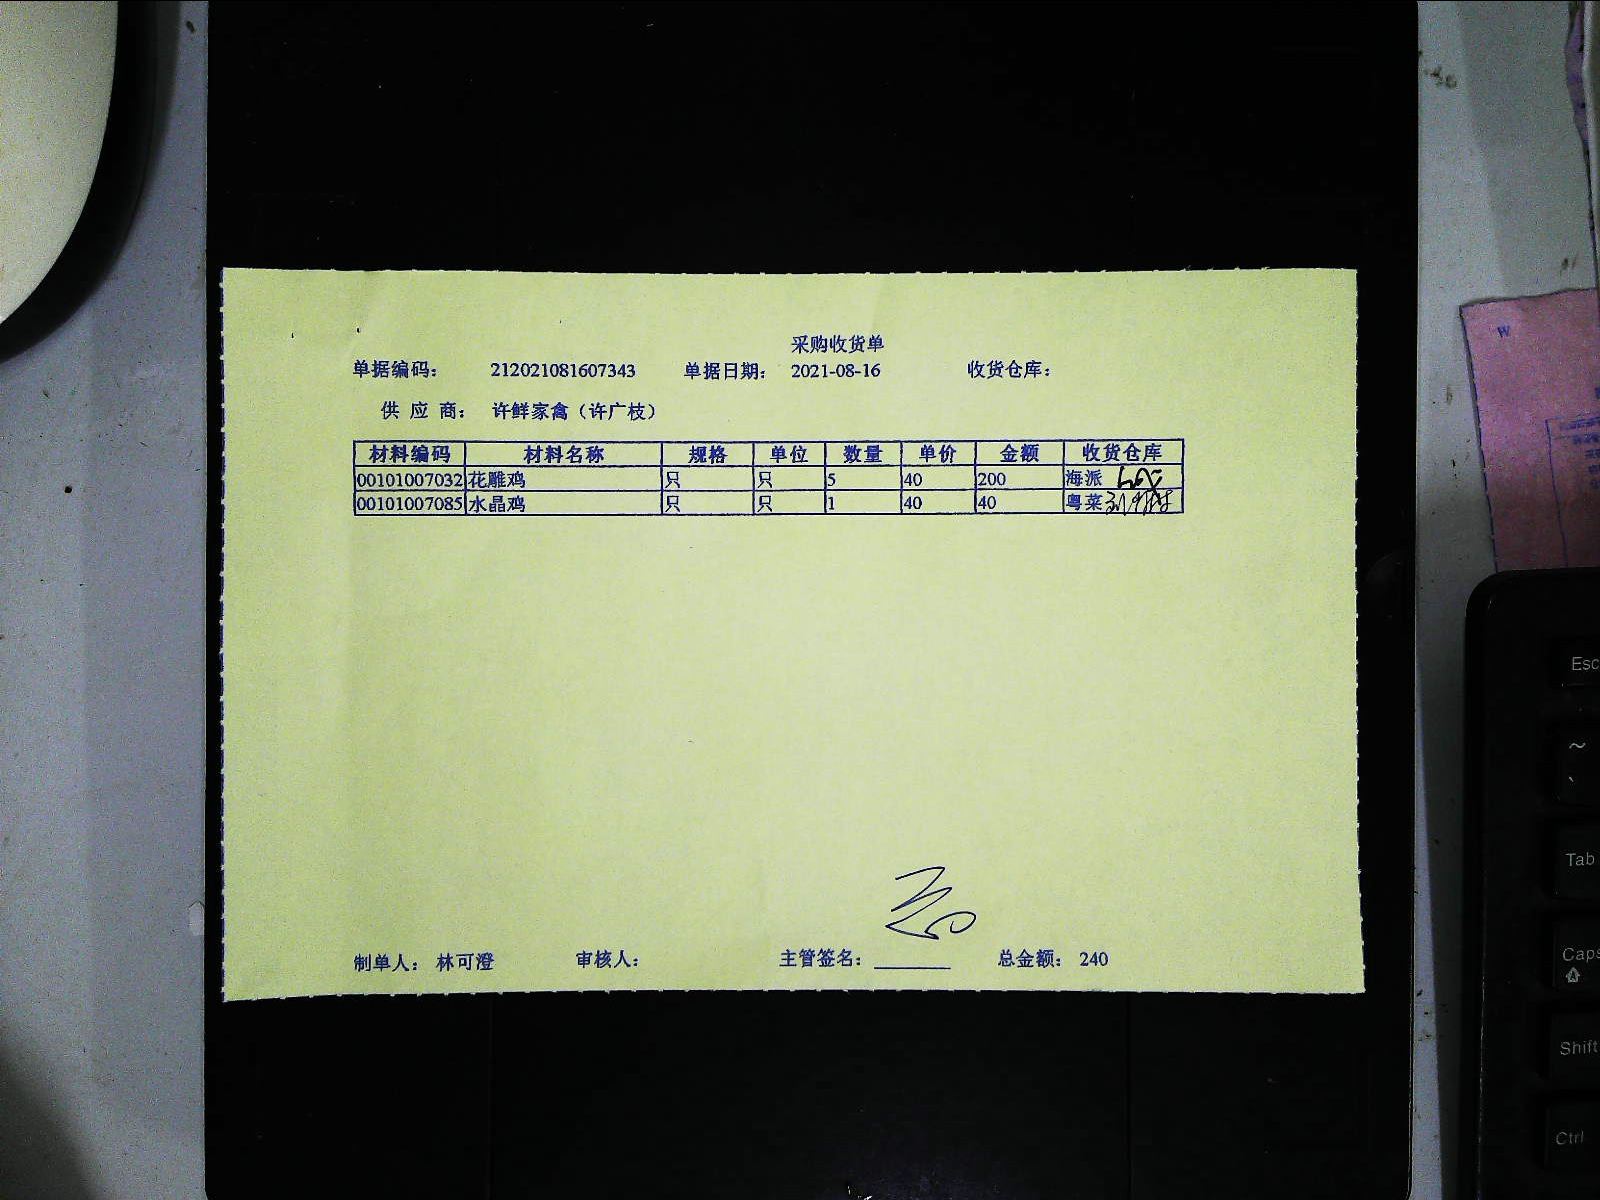 采购收货单
单据编码： 212021081607343 单据日期： 2021-08-16 收货仓库：
供 应 商： 许鲜家禽（许广枝）
材料编码 材料名称 规格 单位 数量 单价 金额 收货仓库
00101007032 花雕鸡 只 只 5 40 200 海派
00101007085 水晶鸡 只 只 1 40 40 粤菜
制单人： 林可澄 审核人： 主管签名： 总金额： 240
W
Esc
~
`
Tab
Caps
Shift
Ctrl